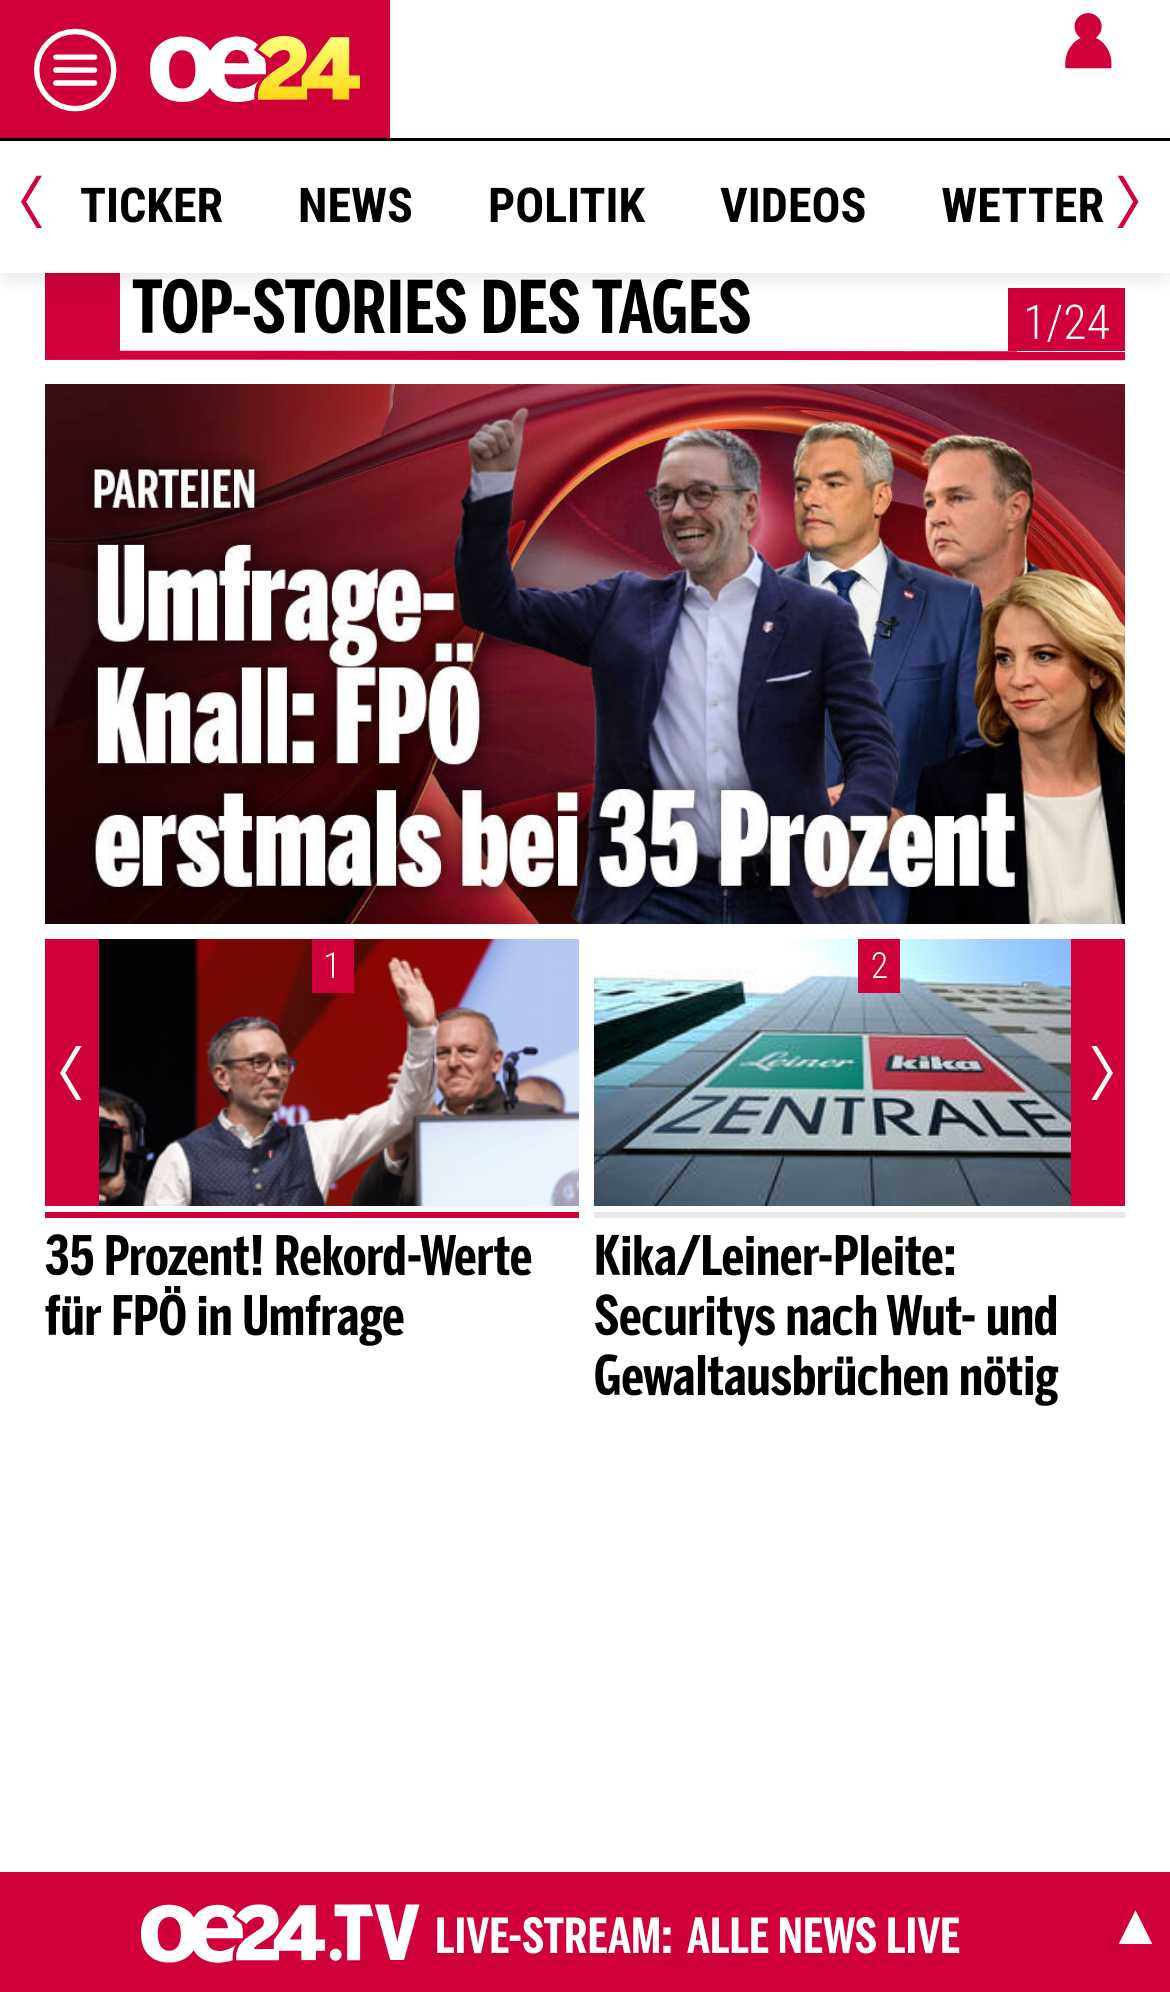 oe24
TICKER NEWS POLITIK VIDEOS WETTER
TOP-STORIES DES TAGES
1/24
PARTEIEN
Umfrage-
Knall: FPÖ
erstmals bei 35 Prozent
1
2
Leiner kika
ZENTRALE
35 Prozent! Rekord-Werte
für FPÖ in Umfrage
Kika/Leiner-Pleite:
Securitys nach Wut- und
Gewaltausbrüchen nötig
oe24.TV LIVE-STREAM: ALLE NEWS LIVE